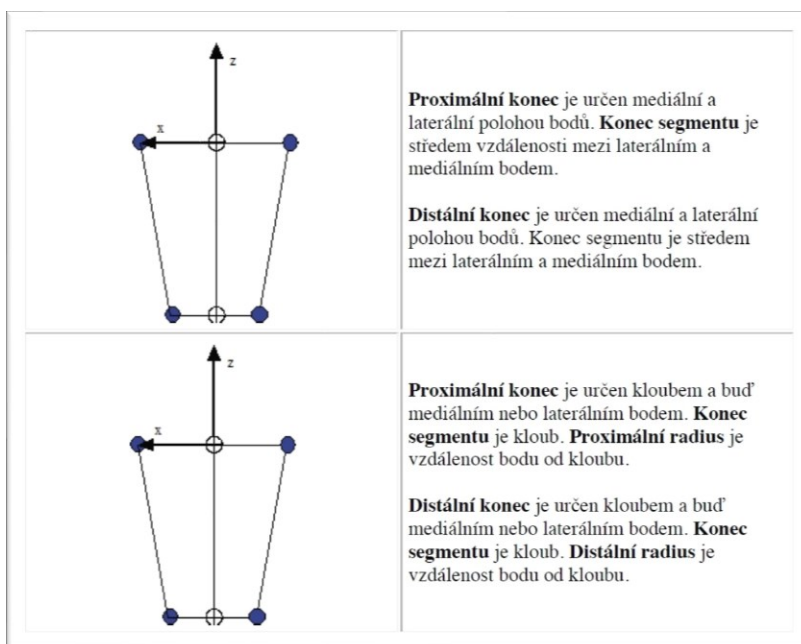 z
x
Proximální konec je určen mediální a
laterální polohou bodů. Konec segmentu je
středem vzdálenosti mezi laterálním a
mediálním bodem.
Distální konec je určen mediální a laterální
polohou bodů. Konec segmentu je středem
mezi laterálním a mediálním bodem.
z
x
Proximální konec je určen kloubem a buď
mediálním nebo laterálním bodem. Konec
segmentu je kloub. Proximální radius je
vzdálenost bodu od kloubu.
Distální konec je určen kloubem a buď
mediálním nebo laterálním bodem. Konec
segmentu je kloub. Distální radius je
vzdálenost bodu od kloubu.